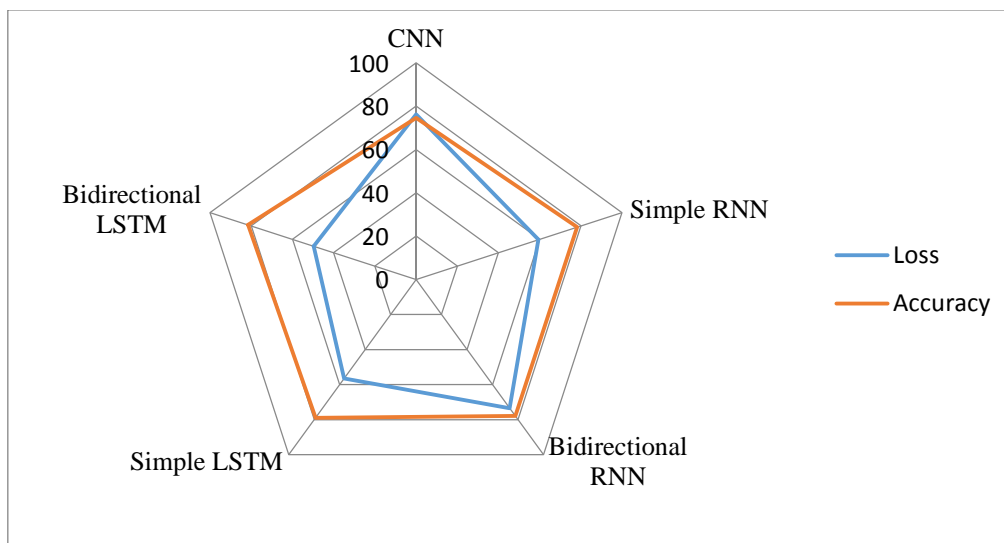 CNN
100
80
60
40
20
0
Simple RNN
Bidirectional
RNN
Simple LSTM
Bidirectional
LSTM
Loss
Accuracy